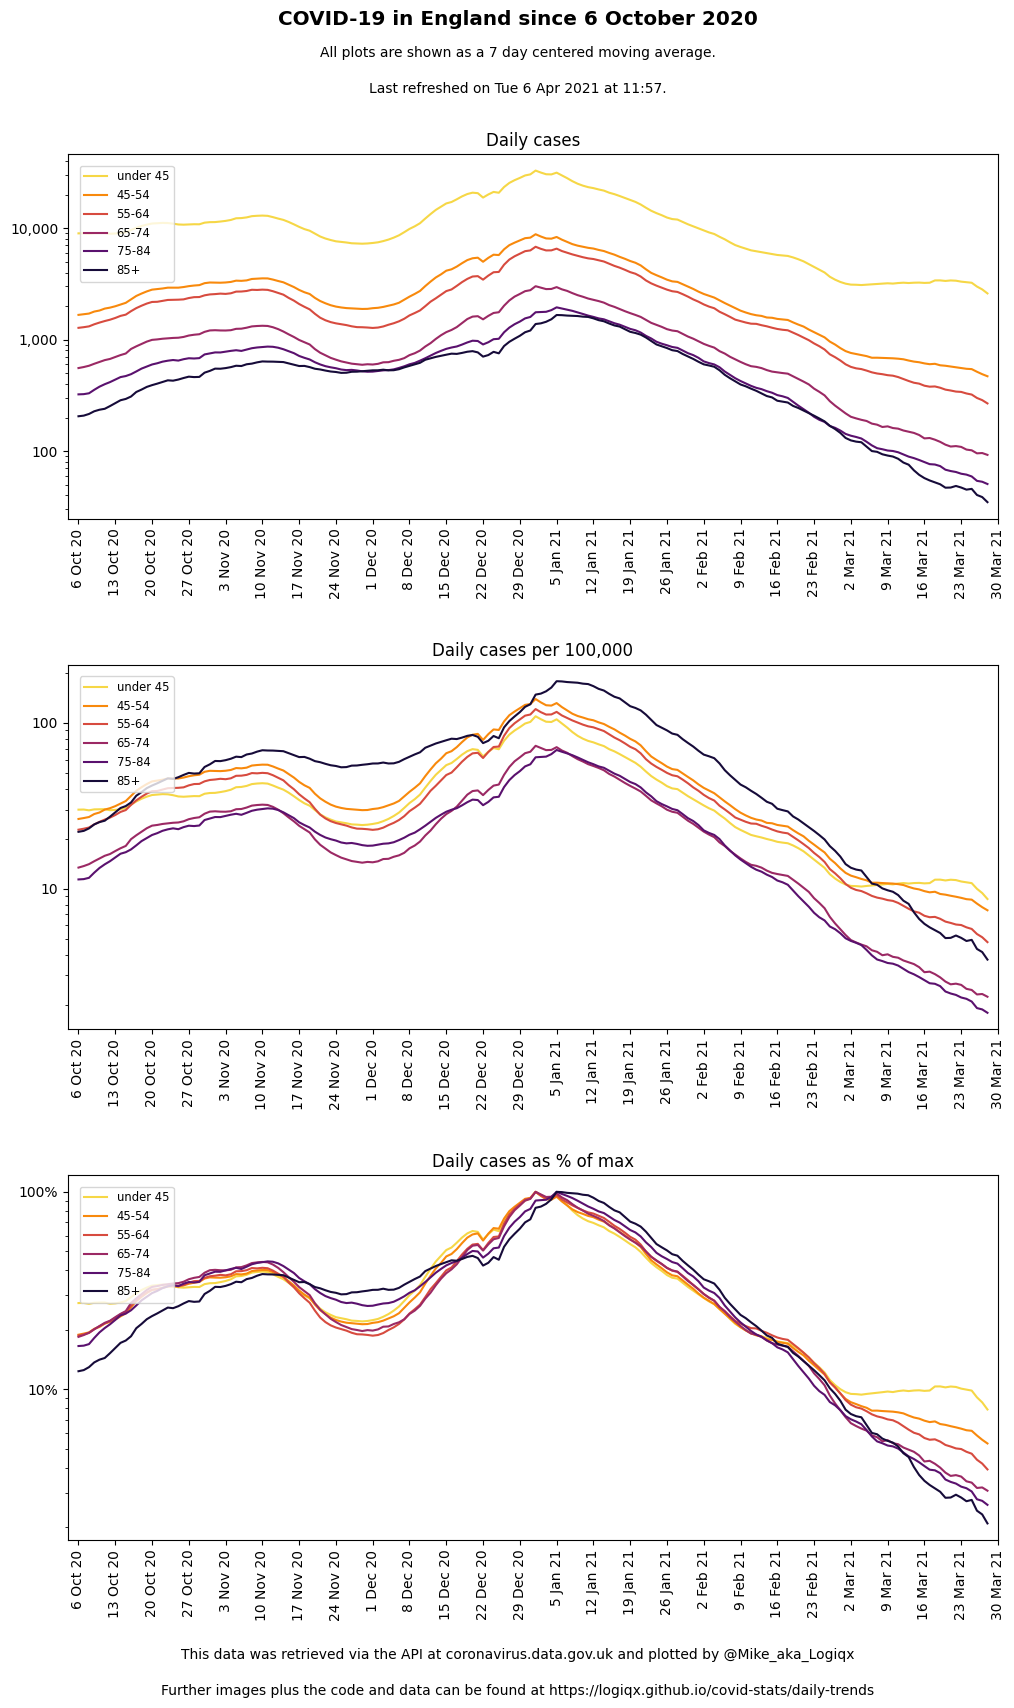 COVID-19 in England since 6 October 2020
All plots are shown as a 7 day centered moving average.
Last refreshed on Tue 6 Apr 2021 at 11:57.
Daily cases
under 45
45-54
55-64
65-74
75-84
85+
10,000
1,000
100
6 Oct 20
13 Oct 20
20 Oct 20
27 Oct 20
3 Nov 20
10 Nov 20
17 Nov 20
24 Nov 20
1 Dec 20
8 Dec 20
15 Dec 20
22 Dec 20
29 Dec 20
5 Jan 21
12 Jan 21
19 Jan 21
26 Jan 21
2 Feb 21
9 Feb 21
16 Feb 21
23 Feb 21
2 Mar 21
9 Mar 21
16 Mar 21
23 Mar 21
30 Mar 21
Daily cases per 100,000
under 45
45-54
55-64
65-74
75-84
85+
100
10
6 Oct 20
13 Oct 20
20 Oct 20
27 Oct 20
3 Nov 20
10 Nov 20
17 Nov 20
24 Nov 20
1 Dec 20
8 Dec 20
15 Dec 20
22 Dec 20
29 Dec 20
5 Jan 21
12 Jan 21
19 Jan 21
26 Jan 21
2 Feb 21
9 Feb 21
16 Feb 21
23 Feb 21
2 Mar 21
9 Mar 21
16 Mar 21
23 Mar 21
30 Mar 21
Daily cases as % of max
under 45
45-54
55-64
65-74
75-84
85+
100%
10%
6 Oct 20
13 Oct 20
20 Oct 20
27 Oct 20
3 Nov 20
10 Nov 20
17 Nov 20
24 Nov 20
1 Dec 20
8 Dec 20
15 Dec 20
22 Dec 20
29 Dec 20
5 Jan 21
12 Jan 21
19 Jan 21
26 Jan 21
2 Feb 21
9 Feb 21
16 Feb 21
23 Feb 21
2 Mar 21
9 Mar 21
16 Mar 21
23 Mar 21
30 Mar 21
This data was retrieved via the API at coronavirus.data.gov.uk and plotted by @Mike_aka_Logiqx
Further images plus the code and data can be found at https://logiqx.github.io/covid-stats/daily-trends